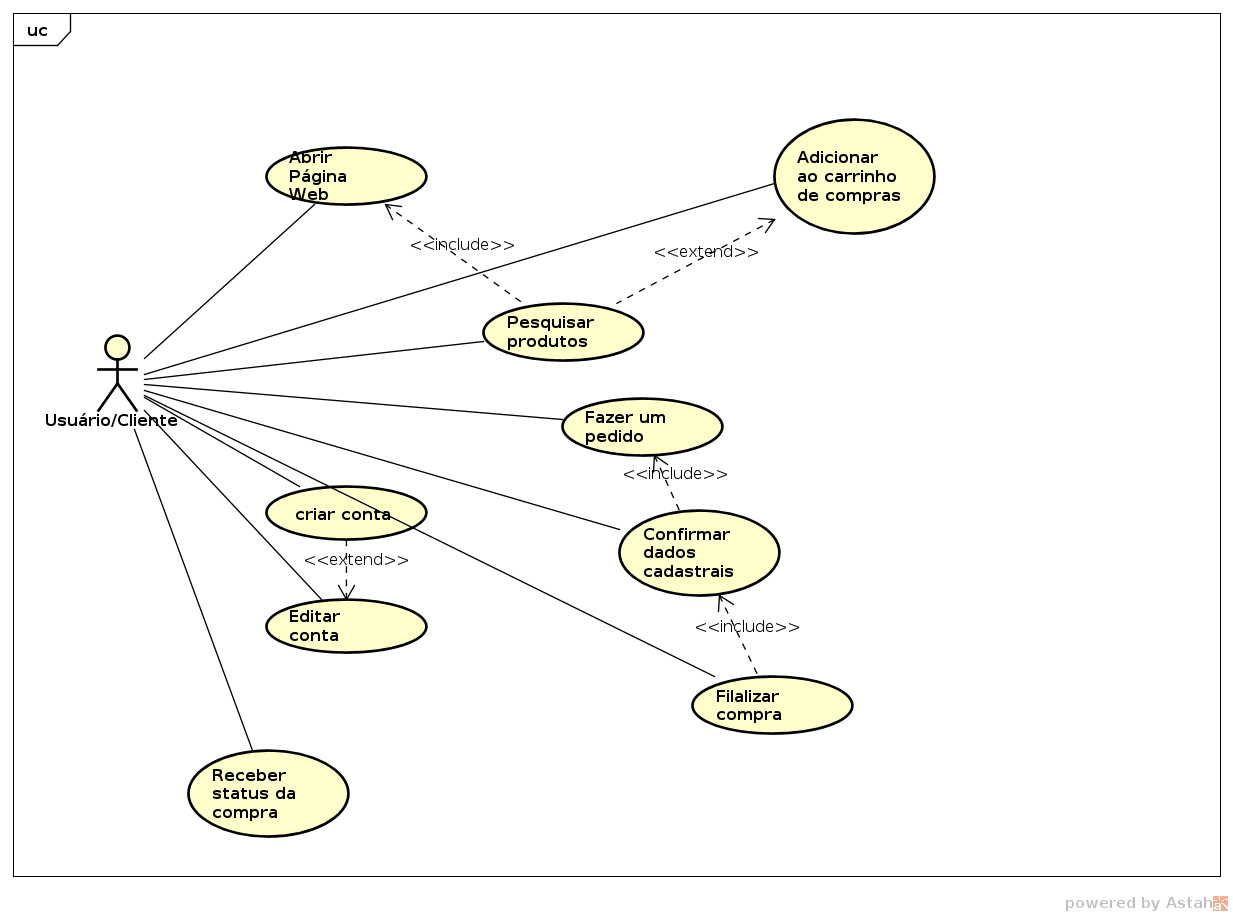 uc
Abrir
Página
Web
Adicionar
ao carrinho
de compras
<<include>>
<<extend>>
Pesquisar
produtos
Usuário/Cliente
Fazer um
pedido
<<include>>
criar conta
Confirmar
dados
cadastrais
<<extend>>
Editar
conta
<<include>>
Filalizar
compra
Receber
status da
compra
powered by Astah